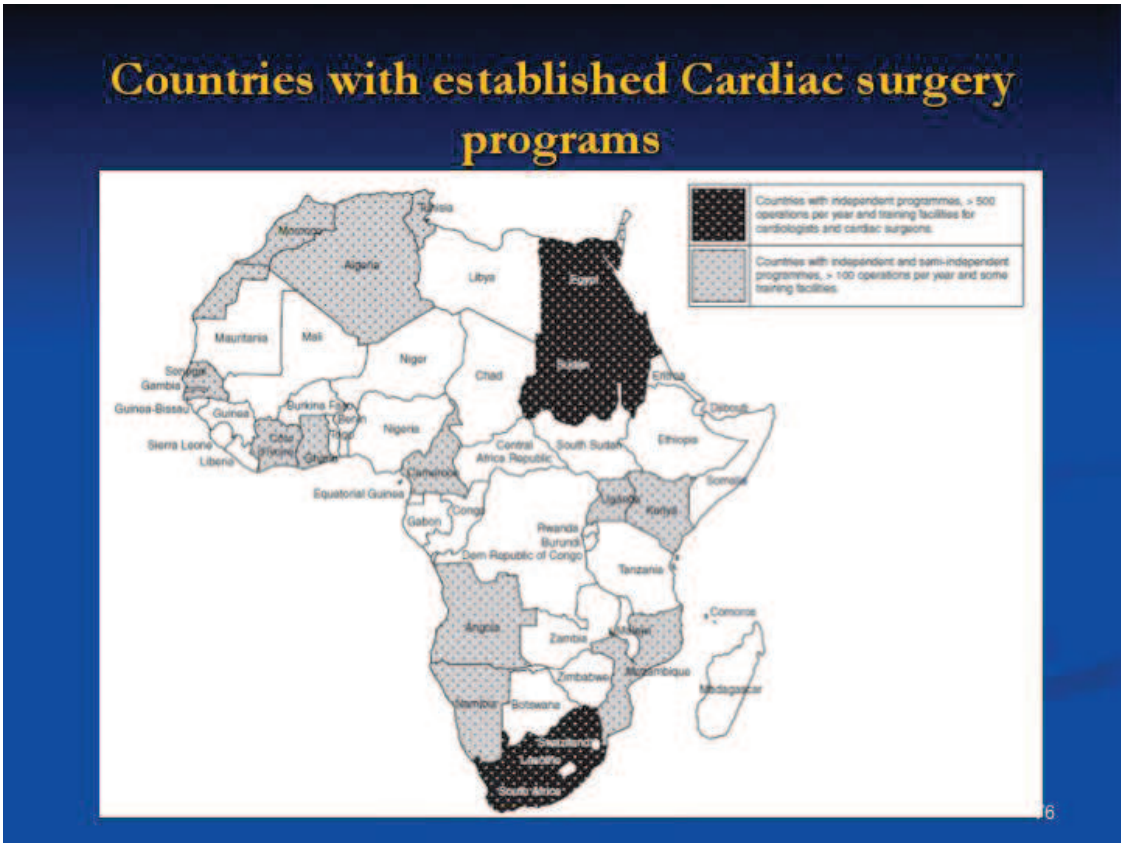 Countries with established Cardiac surgery
programs
Countries with independent programmes, > 500
operations per year and training facilities for
cardiologists and cardiac surgeons.
Countries with independent and semi-independent
programmes, > 100 operations per year and some
training facilities.
Tunisia
Morocco
Algeria
Libya
Egypt
Mauritania
Mali
Niger
Chad
Sudan
Eritrea
Senegal
Gambia
Guinea-Bissau
Guinea
Burkina Faso
Benin
Togo
Nigeria
Djibouti
Sierra Leone
Liberia
Côte
d'Ivoire
Ghana
Cameroon
Central
Africa Republic
South Sudan
Ethiopia
Somalia
Equatorial Guinea
Gabon
Congo
Uganda
Kenya
Rwanda
Burundi
Dem Republic of Congo
Tanzania
Comoros
Angola
Zambia
Malawi
Mozambique
Zimbabwe
Madagascar
Namibia
Botswana
Swaziland
Lesotho
South Africa
76